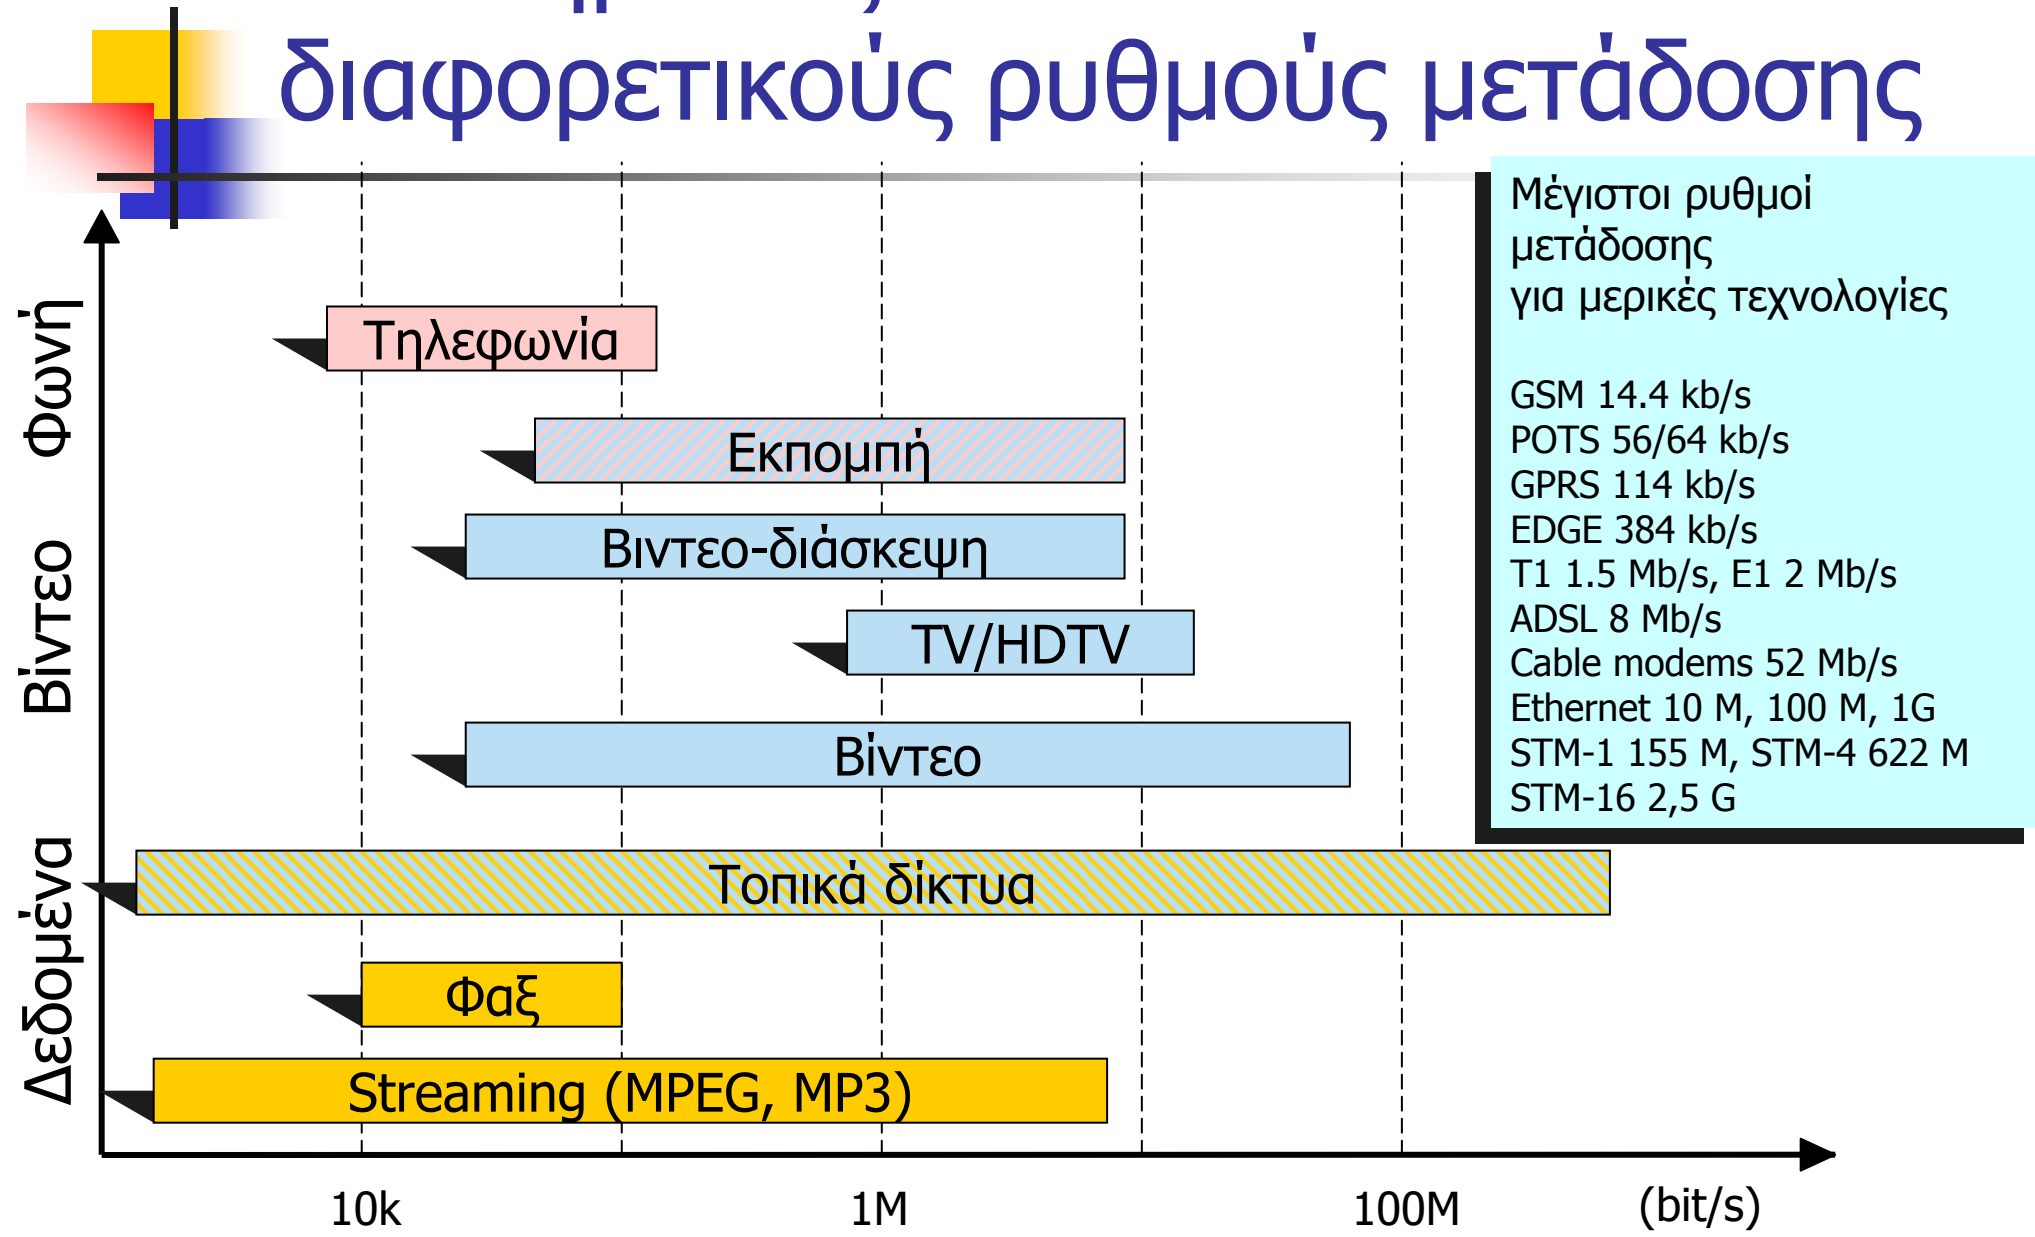 διαφορετικούς ρυθμούς μετάδοσης
Μέγιστοι ρυθμοί
μετάδοσης
για μερικές τεχνολογίες
GSM 14.4 kb/s
POTS 56/64 kb/s
GPRS 114 kb/s
EDGE 384 kb/s
T1 1.5 Mb/s, E1 2 Mb/s
ADSL 8 Mb/s
Cable modems 52 Mb/s
Ethernet 10 M, 100 M, 1G
STM-1 155 M, STM-4 622 M
STM-16 2,5 G
Φωνή
Βίντεο
Δεδομένα
Τηλεφωνία
Εκπομπή
Βιντεο-διάσκεψη
TV/HDTV
Βίντεο
Τοπικά δίκτυα
Φαξ
Streaming (MPEG, MP3)
10k
1M
100M
(bit/s)